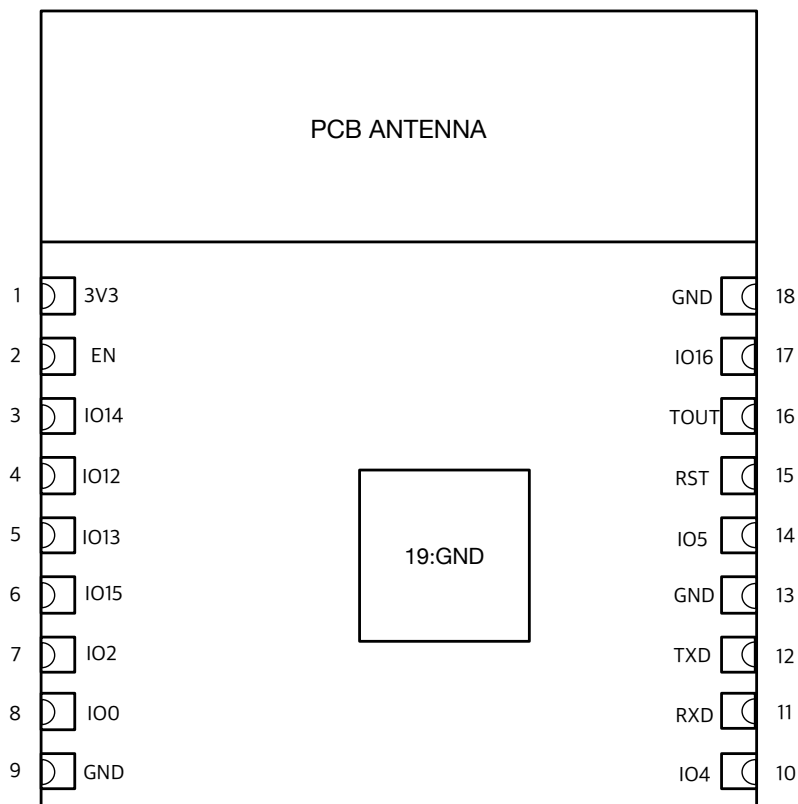 PCB ANTENNA
1 3V3 GND 18
2 EN IO16 17
3 IO14 TOUT 16
4 IO12 RST 15
5 IO13 IO5 14
19:GND
6 IO15 GND 13
7 IO2 TXD 12
8 IO0 RXD 11
9 GND IO4 10